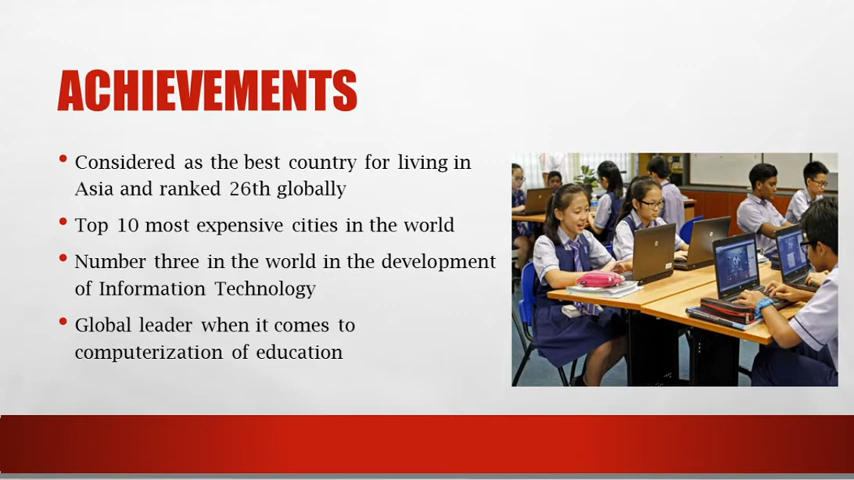 ACHIEVEMENTS
• Considered as the best country for living in
Asia and ranked 26th globally
• Top 10 most expensive cities in the world
• Number three in the world in the development
of Information Technology
• Global leader when it comes to
computerization of education